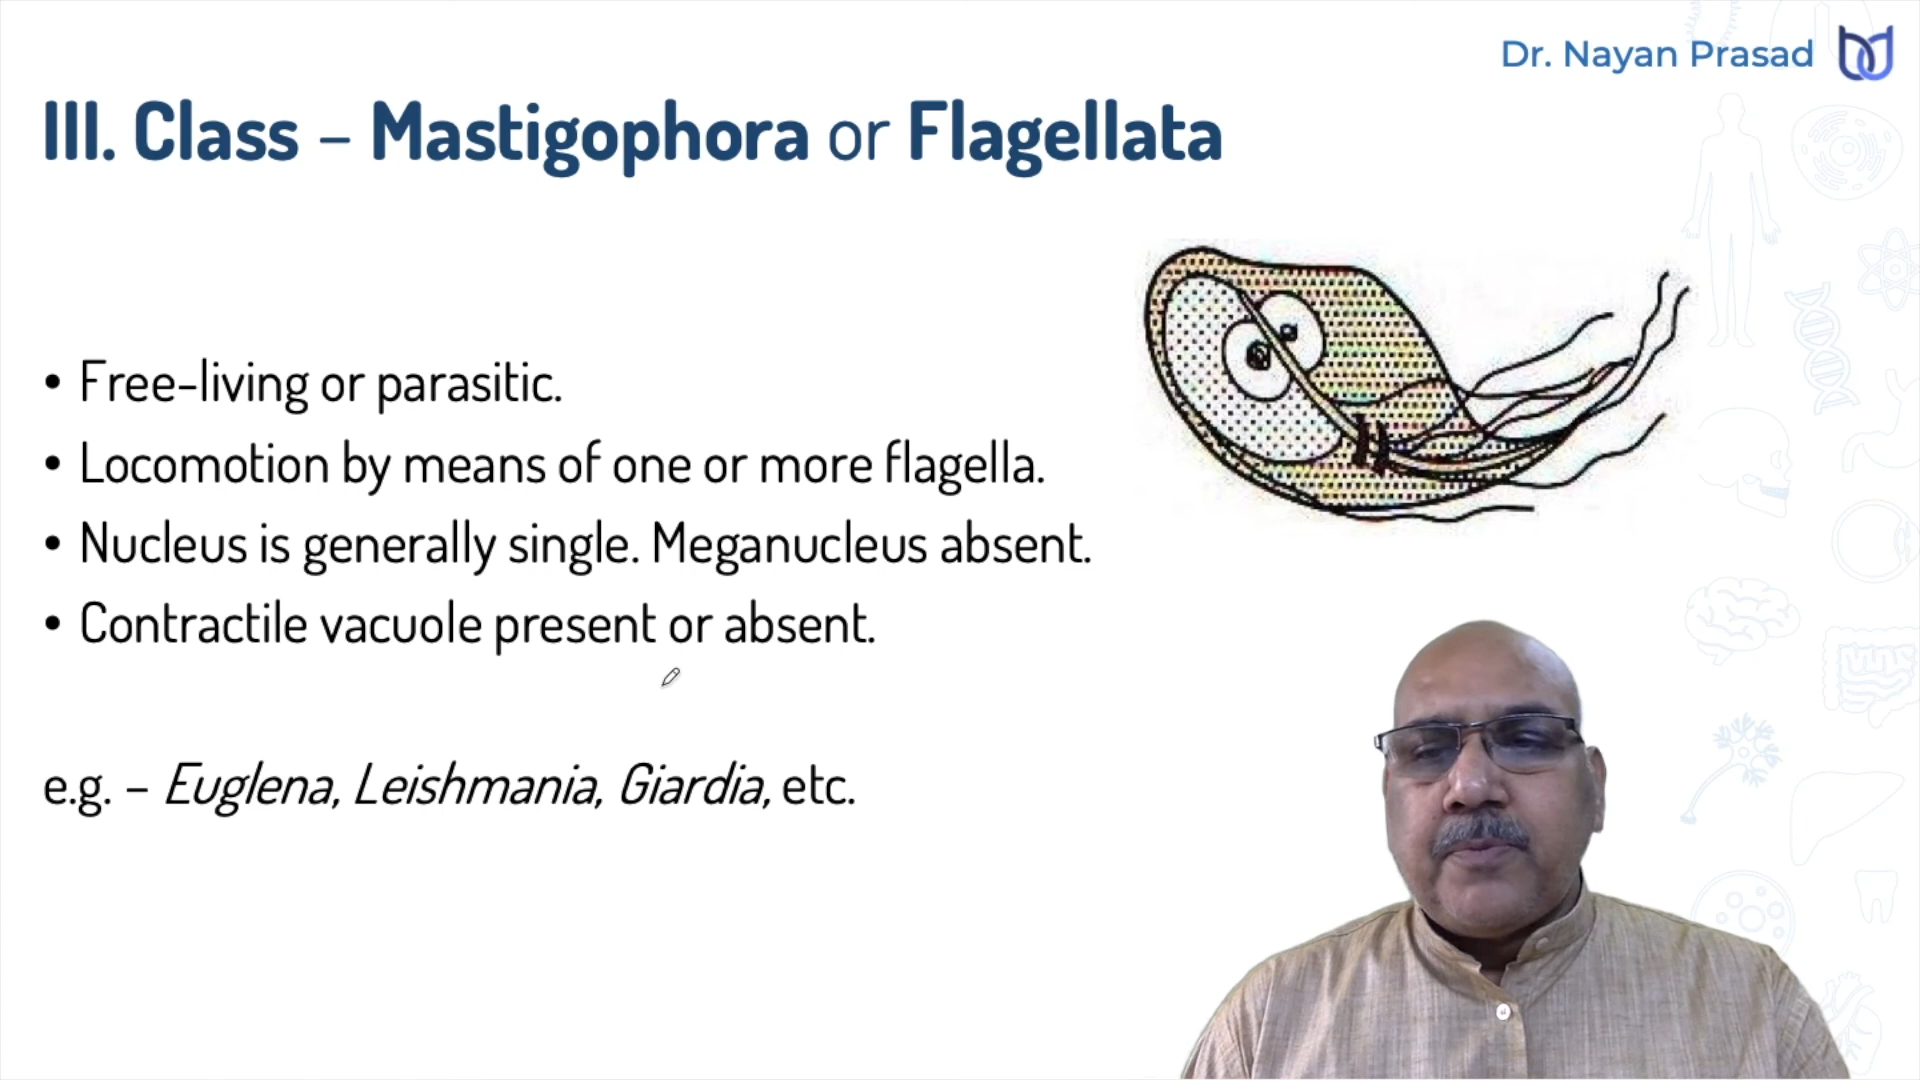 Dr. Nayan Prasad
III. Class – Mastigophora or Flagellata
• Free-living or parasitic.
• Locomotion by means of one or more flagella.
• Nucleus is generally single. Meganucleus absent.
• Contractile vacuole present or absent.
e.g. – Euglena, Leishmania, Giardia, etc.